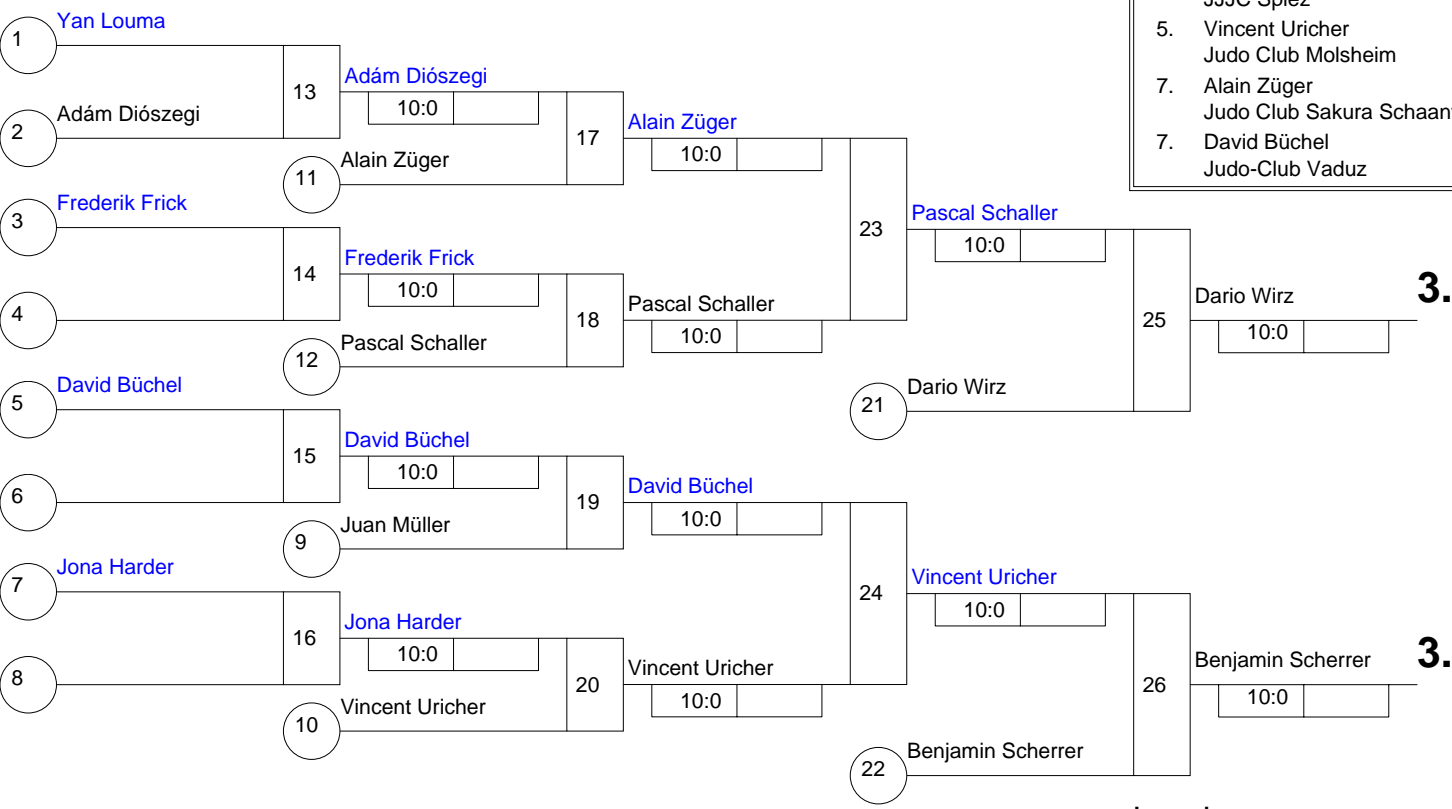 JJJC Spiez
5. Vincent Uricher
Judo Club Molsheim
7. Alain Züger
7. David Büchel
Judo-Club Vaduz
Judo Club Sakura
1
Yan Louma
2
Adám Diószegi
13
Adám Diószegi
10:0
11
Alain Züger
17
Alain Züger
10:0
3
Frederik Frick
4
14
Frederik Frick
10:0
12
Pascal Schaller
18
Pascal Schaller
10:0
23
Pascal Schaller
10:0
21
Dario Wirz
25
Dario Wirz
10:0
3.
5
David Büchel
6
15
David Büchel
10:0
9
Juan Müller
19
David Büchel
10:0
7
Jona Harder
8
16
Jona Harder
10:0
10
Vincent Uricher
20
Vincent Uricher
10:0
24
Vincent Uricher
10:0
22
Benjamin Scherrer
26
Benjamin Scherrer
10:0
3.